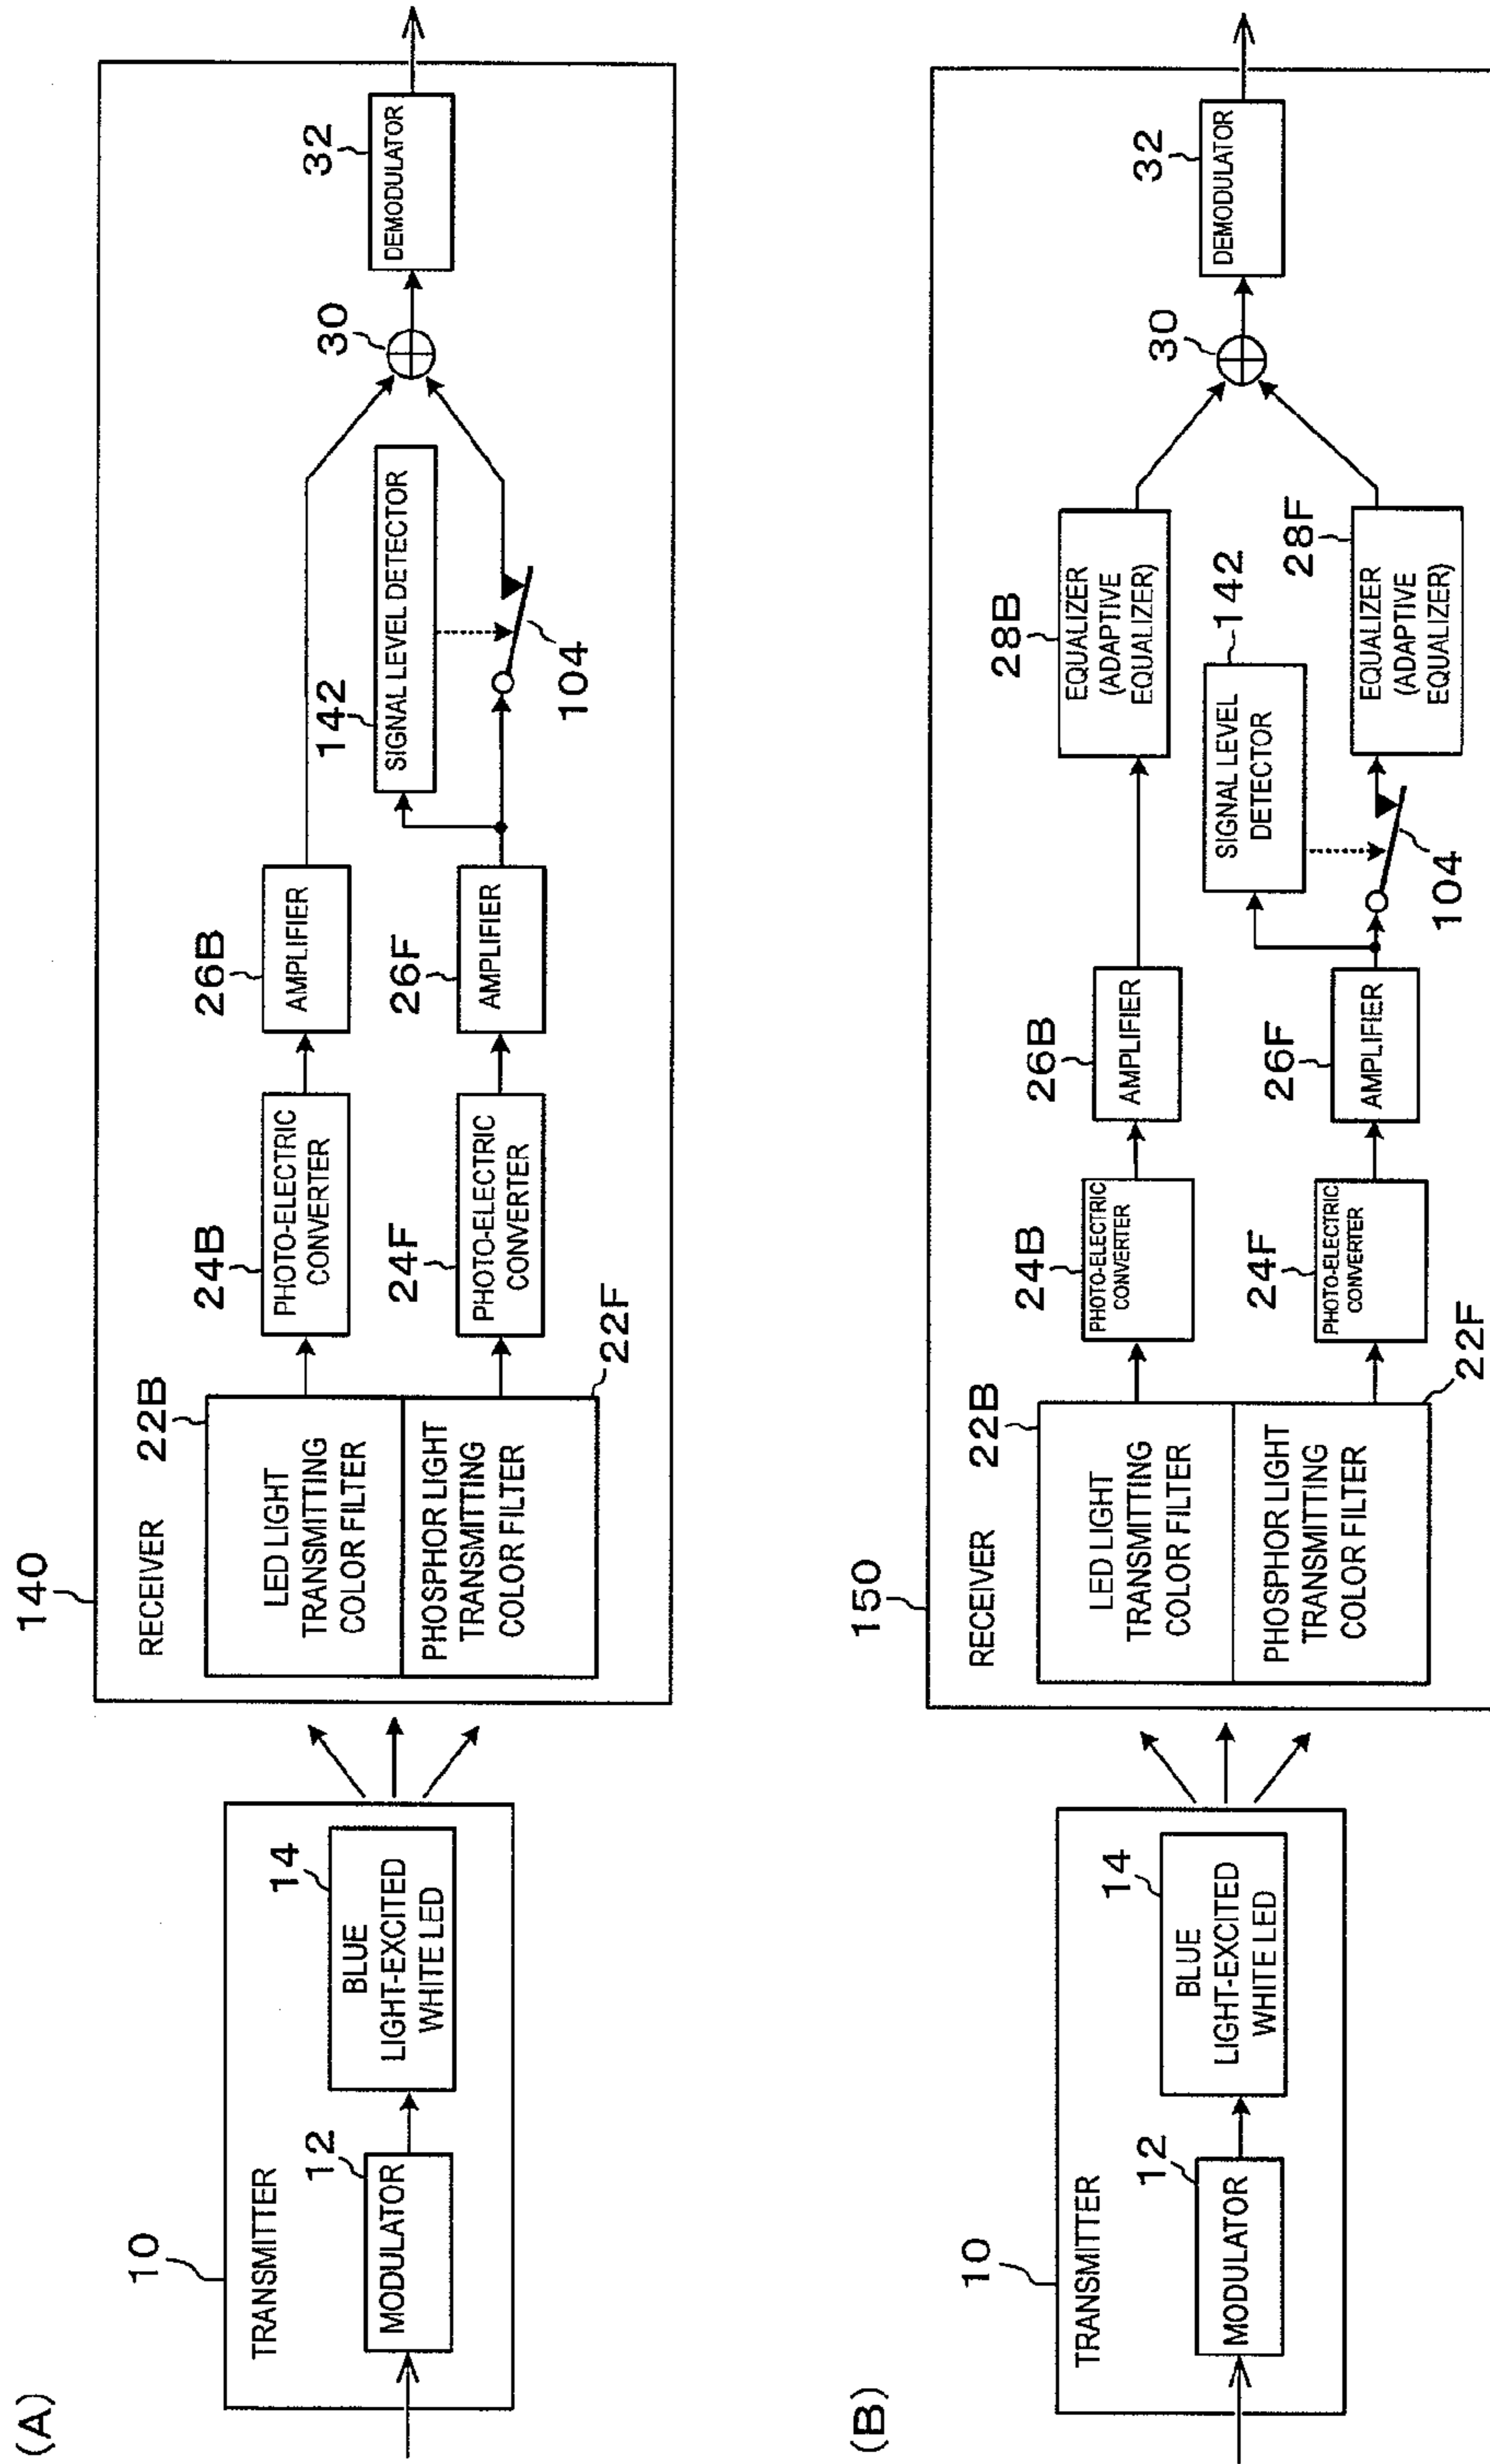 (A)
10
TRANSMITTER
12
MODULATOR
14
BLUE
LIGHT-EXCITED
WHITE LED
140
RECEIVER
22B
LED LIGHT
TRANSMITTING
COLOR FILTER
PHOSPHOR LIGHT
TRANSMITTING
COLOR FILTER
22F
24B
PHOTO-ELECTRIC
CONVERTER
24F
PHOTO-ELECTRIC
CONVERTER
26B
AMPLIFIER
26F
AMPLIFIER
142
SIGNAL LEVEL DETECTOR
104
30
32
DEMODULATOR
(B)
10
TRANSMITTER
12
MODULATOR
14
BLUE
LIGHT-EXCITED
WHITE LED
150
RECEIVER
22B
LED LIGHT
TRANSMITTING
COLOR FILTER
PHOSPHOR LIGHT
TRANSMITTING
COLOR FILTER
22F
24B
PHOTO-ELECTRIC
CONVERTER
24F
PHOTO-ELECTRIC
CONVERTER
26B
AMPLIFIER
26F
AMPLIFIER
142
SIGNAL LEVEL
DETECTOR
104
28B
EQUALIZER
(ADAPTIVE
EQUALIZER)
28F
EQUALIZER
(ADAPTIVE
EQUALIZER)
30
32
DEMODULATOR